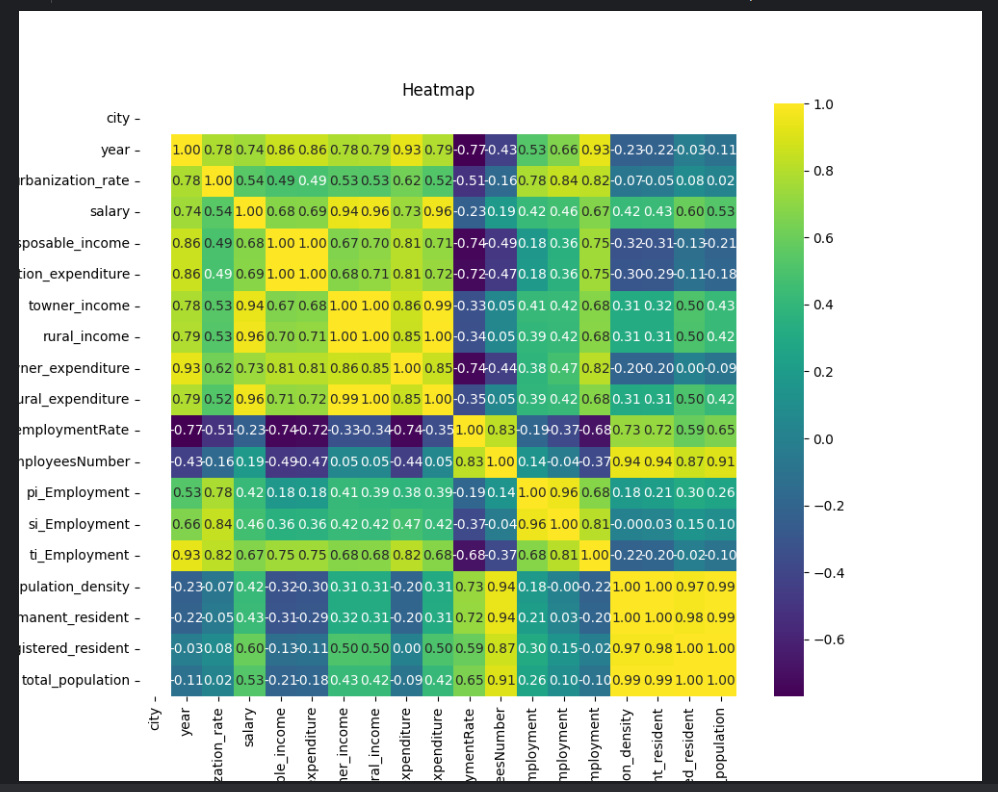 Heatmap
city
year 1.00 0.78 0.74 0.86 0.86 0.78 0.79 0.93 0.79 -0.77 -0.43 0.53 0.66 0.93 -0.23 -0.22 -0.03 -0.11
rbanization_rate 0.78 1.00 0.54 0.49 0.49 0.53 0.53 0.62 0.52 -0.51 -0.16 0.78 0.84 0.82 -0.07 -0.05 0.08 0.02
salary 0.74 0.54 1.00 0.68 0.69 0.94 0.96 0.73 0.96 -0.23 0.19 0.42 0.46 0.67 0.42 0.43 0.60 0.53
sposable_income 0.86 0.49 0.68 1.00 1.00 0.67 0.70 0.81 0.71 -0.74 -0.49 0.18 0.36 0.75 -0.32 -0.31 -0.13 -0.21
tion_expenditure 0.86 0.49 0.69 1.00 1.00 0.68 0.71 0.81 0.72 -0.72 -0.47 0.18 0.36 0.75 -0.30 -0.29 -0.11 -0.18
towner_income 0.78 0.53 0.94 0.67 0.68 1.00 1.00 0.86 0.99 -0.33 0.05 0.41 0.42 0.68 0.31 0.32 0.50 0.43
rural_income 0.79 0.53 0.96 0.70 0.71 1.00 1.00 0.85 1.00 -0.34 0.05 0.39 0.42 0.68 0.31 0.31 0.50 0.42
ner_expenditure 0.93 0.62 0.73 0.81 0.81 0.86 0.85 1.00 0.85 -0.74 -0.44 0.38 0.47 0.82 -0.20 -0.20 0.00 -0.09
ural_expenditure 0.79 0.52 0.96 0.71 0.72 0.99 1.00 0.85 1.00 -0.35 0.05 0.39 0.42 0.68 0.31 0.31 0.50 0.42
employmentRate -0.77 -0.51 -0.23 -0.74 -0.72 -0.33 -0.34 -0.74 -0.35 1.00 0.83 -0.19 -0.37 -0.68 0.73 0.72 0.59 0.65
ployeesNumber -0.43 -0.16 0.19 -0.49 -0.47 0.05 0.05 -0.44 0.05 0.83 1.00 0.14 -0.04 -0.37 0.94 0.94 0.87 0.91
pi_Employment 0.53 0.78 0.42 0.18 0.18 0.41 0.39 0.38 0.39 -0.19 0.14 1.00 0.96 0.68 0.18 0.21 0.30 0.26
si_Employment 0.66 0.84 0.46 0.36 0.36 0.42 0.42 0.47 0.42 -0.37 -0.04 0.96 1.00 0.81 -0.00 0.03 0.15 0.10
ti_Employment 0.93 0.82 0.67 0.75 0.75 0.68 0.68 0.82 0.68 -0.68 -0.37 0.68 0.81 1.00 -0.22 -0.20 -0.02 -0.10
pulation_density -0.23 -0.07 0.42 -0.32 -0.30 0.31 0.31 -0.20 0.31 0.73 0.94 0.18 -0.00 -0.22 1.00 1.00 0.97 0.99
manent_resident -0.22 -0.05 0.43 -0.31 -0.29 0.32 0.31 -0.20 0.31 0.72 0.94 0.21 0.03 -0.20 1.00 1.00 0.98 0.99
gistered_resident -0.03 0.08 0.60 -0.13 -0.11 0.50 0.50 0.00 0.50 0.59 0.87 0.30 0.15 -0.02 0.97 0.98 1.00 1.00
total_population -0.11 0.02 0.53 -0.21 -0.18 0.43 0.42 -0.09 0.42 0.65 0.91 0.26 0.10 -0.10 0.99 0.99 1.00 1.00
city
year
zation_rate
salary
ble_income
expenditure
ner_income
ral_income
expenditure
expenditure
ymentRate
eesNumber
mployment
mployment
mployment
on_density
nt_resident
ed_resident
_population
1.0
0.8
0.6
0.4
0.2
0.0
−0.2
−0.4
−0.6